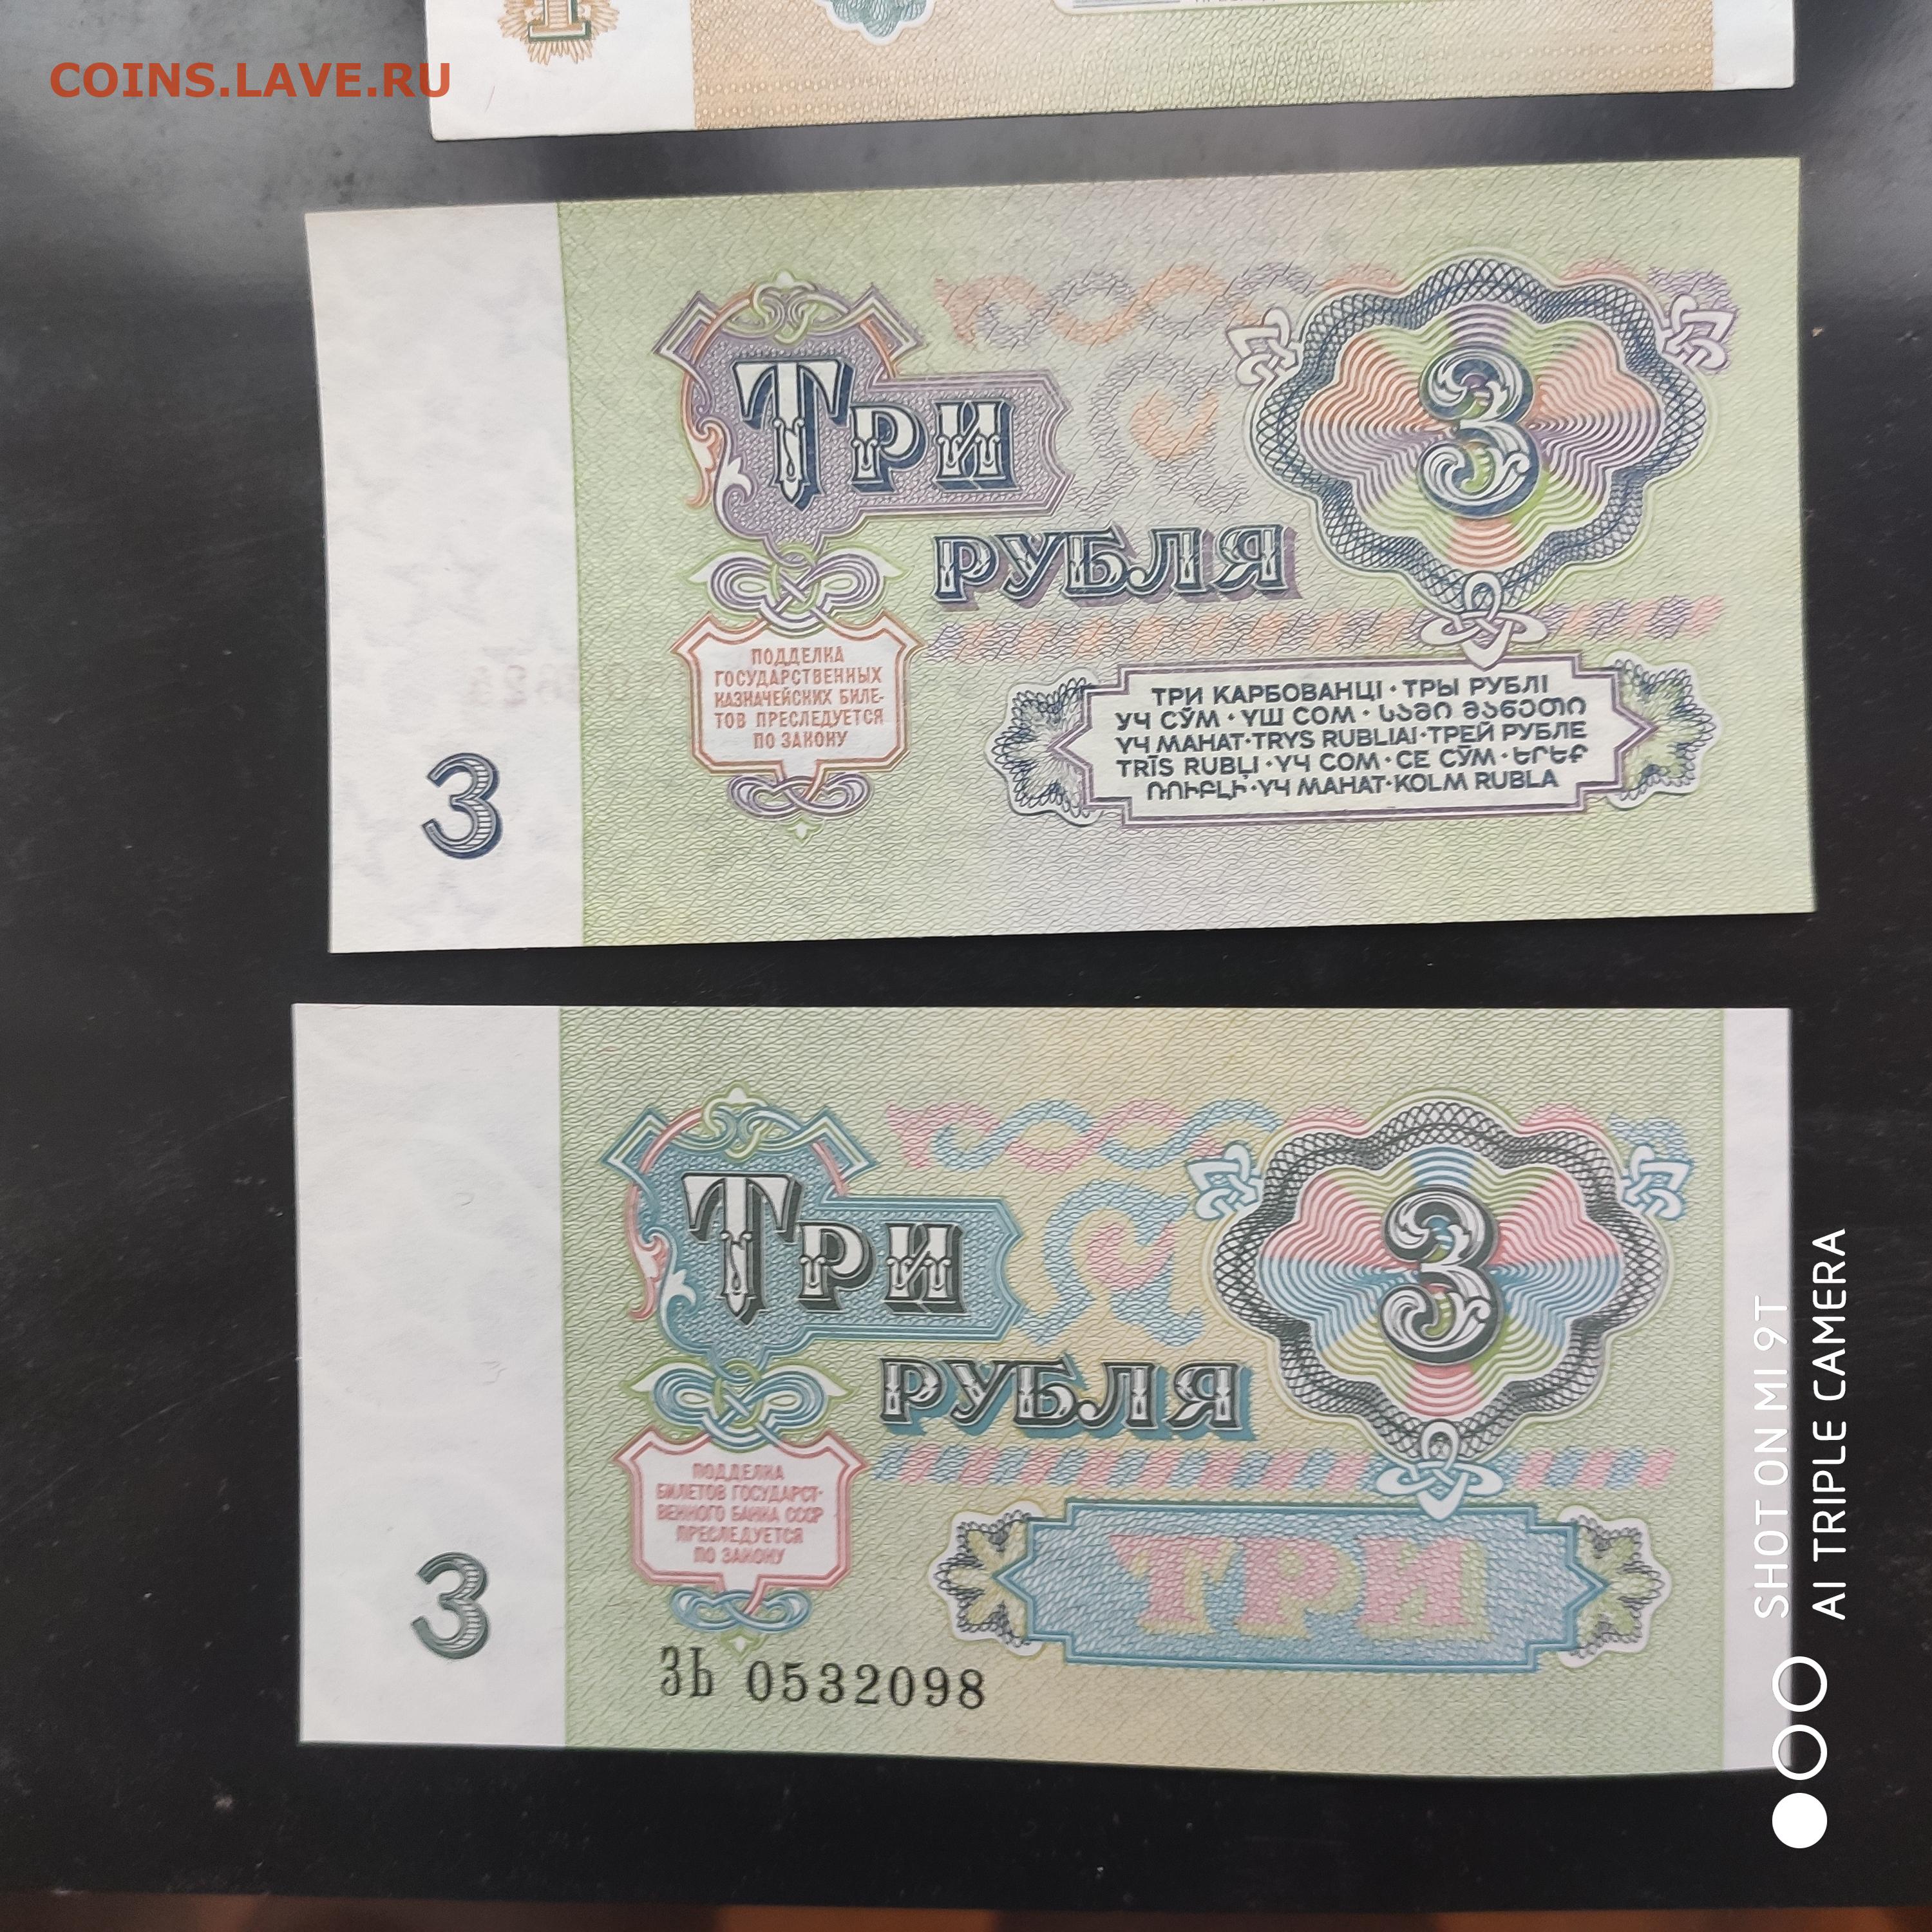 1
COINS.LAVE.RU
ТРИ
3
РУБЛЯ
ПОДДЕЛКА
ГОСУДАРСТВЕННЫХ
КАЗНАЧЕЙСКИХ БИЛЕ-
ТОВ ПРЕСЛЕДУЕТСЯ
ПО ЗАКОНУ
ТРИ КАРБОВАНЦІ · ТРЫ РУБЛІ
УЧ СЎМ · ҮШ СОМ · ᲡᲐᲛᲘ ᲛᲐᲜᲔᲗᲘ
ҮЧ МАНАТ·TRYS RUBLIAI·ТРЕЙ РУБЛЕ
TRĪS RUBĻI·ҮЧ СОМ·СЕ СӮМ·ԵՐԵՔ
ՌՈՒԲԼԻ·ҮЧ МАНАТ·KOLM RUBLA
3
ТРИ
3
РУБЛЯ
ПОДДЕЛКА
БИЛЕТОВ ГОСУДАРСТ-
ВЕННОГО БАНКА СССР
ПРЕСЛЕДУЕТСЯ
ПО ЗАКОНУ
ТРИ
3
ЗЬ 0532098
SHOT ON MI 9T
AI TRIPLE CAMERA